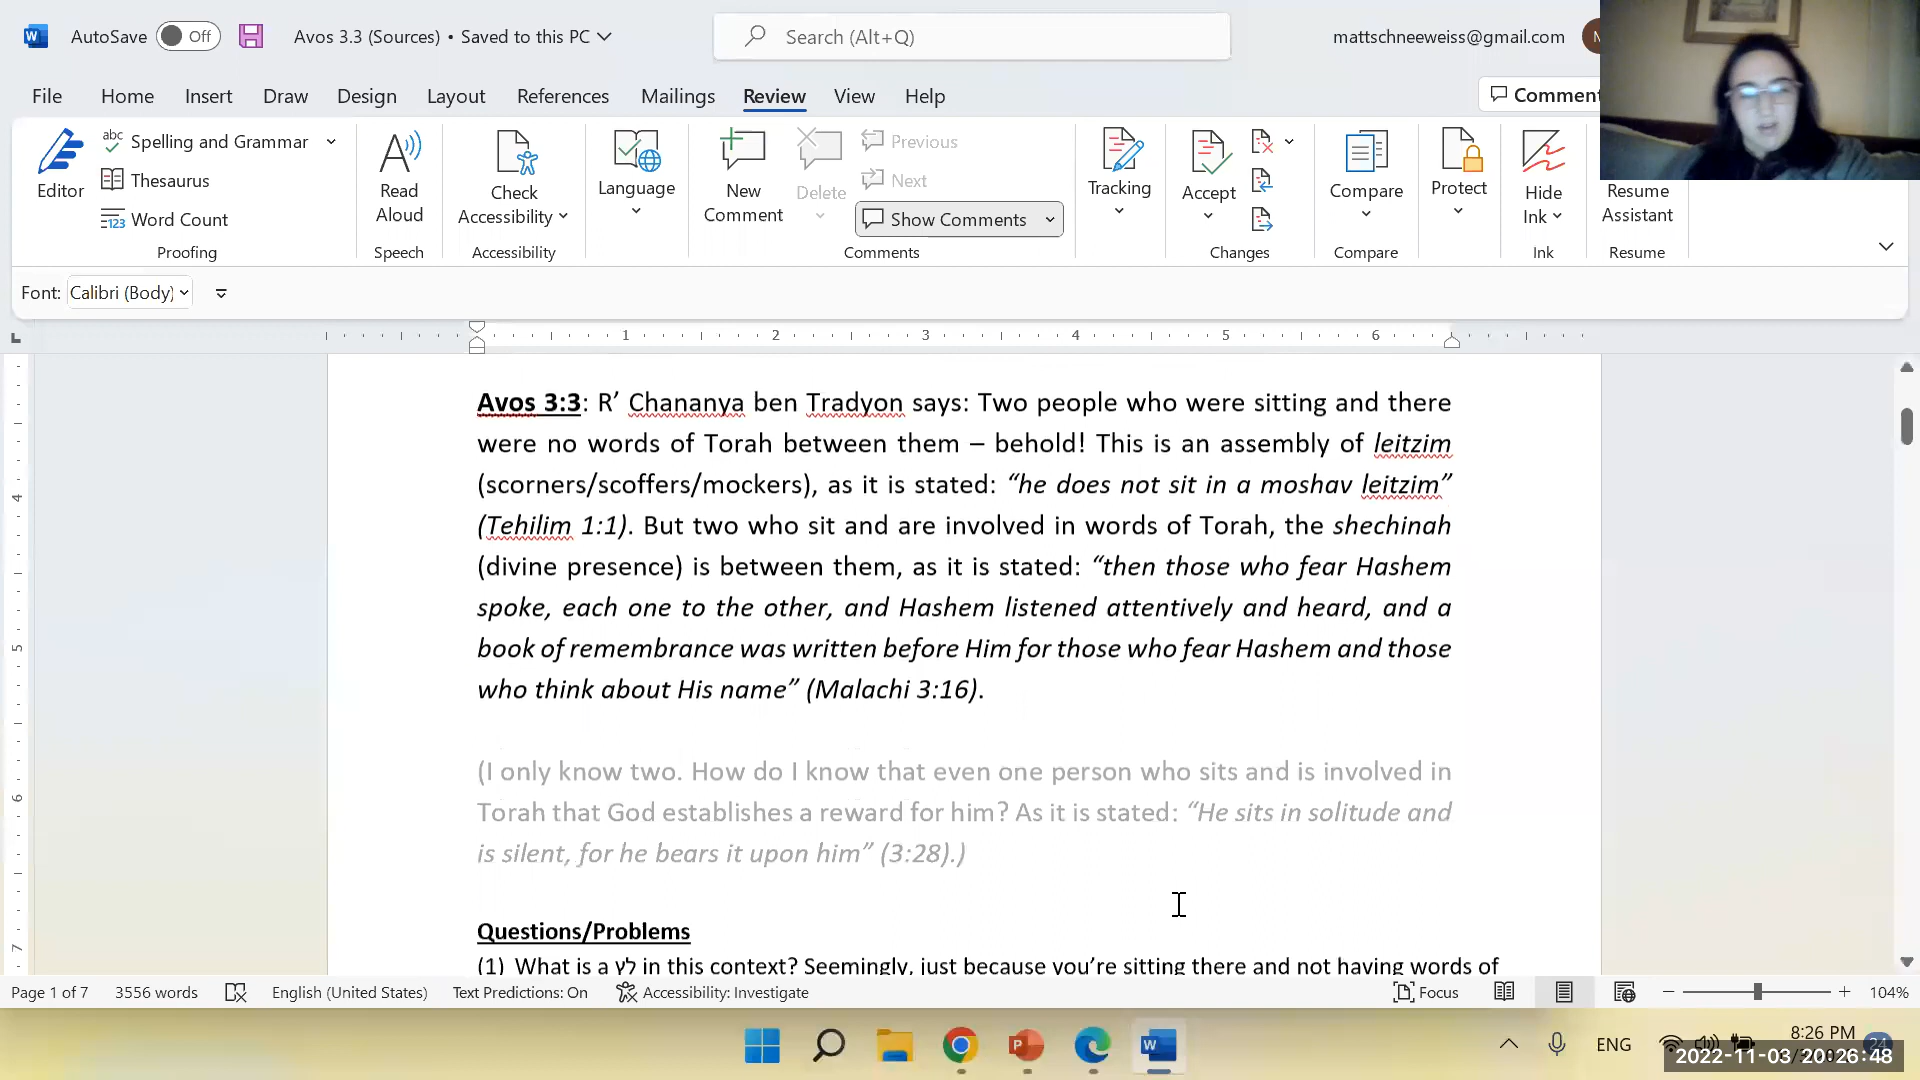 AutoSave Off Avos 3.3 (Sources) • Saved to this PC Search (Alt+Q) mattschneeweiss@gmail.com
File Home Insert Draw Design Layout References Mailings Review View Help
Editor
abc Spelling and Grammar
Thesaurus
123 Word Count
Proofing
Read
Aloud
Speech
Check
Accessibility
Accessibility
Language
New
Comment
Delete
Previous
Next
Show Comments
Comments
Tracking
Accept
Changes
Compare
Compare
Protect
Hide
Ink
Ink
Resume
Assistant
Resume
Font: Calibri (Body)
1 2 3 4 5 6
Avos 3:3: R’ Chananya ben Tradyon says: Two people who were sitting and there
were no words of Torah between them – behold! This is an assembly of leitzim
(scorners/scoffers/mockers), as it is stated: “he does not sit in a moshav leitzim”
(Tehilim 1:1). But two who sit and are involved in words of Torah, the shechinah
(divine presence) is between them, as it is stated: “then those who fear Hashem
spoke, each one to the other, and Hashem listened attentively and heard, and a
book of remembrance was written before Him for those who fear Hashem and those
who think about His name” (Malachi 3:16).
(I only know two. How do I know that even one person who sits and is involved in
Torah that God establishes a reward for him? As it is stated: “He sits in solitude and
is silent, for he bears it upon him” (3:28).)
Questions/Problems
(1) What is a לץ in this context? Seemingly, just because you’re sitting there and not having words of
4
5
6
7
Page 1 of 7 3556 words English (United States) Text Predictions: On Accessibility: Investigate Focus 104%
ENG 8:26 PM
2022-11-03 20:26:48